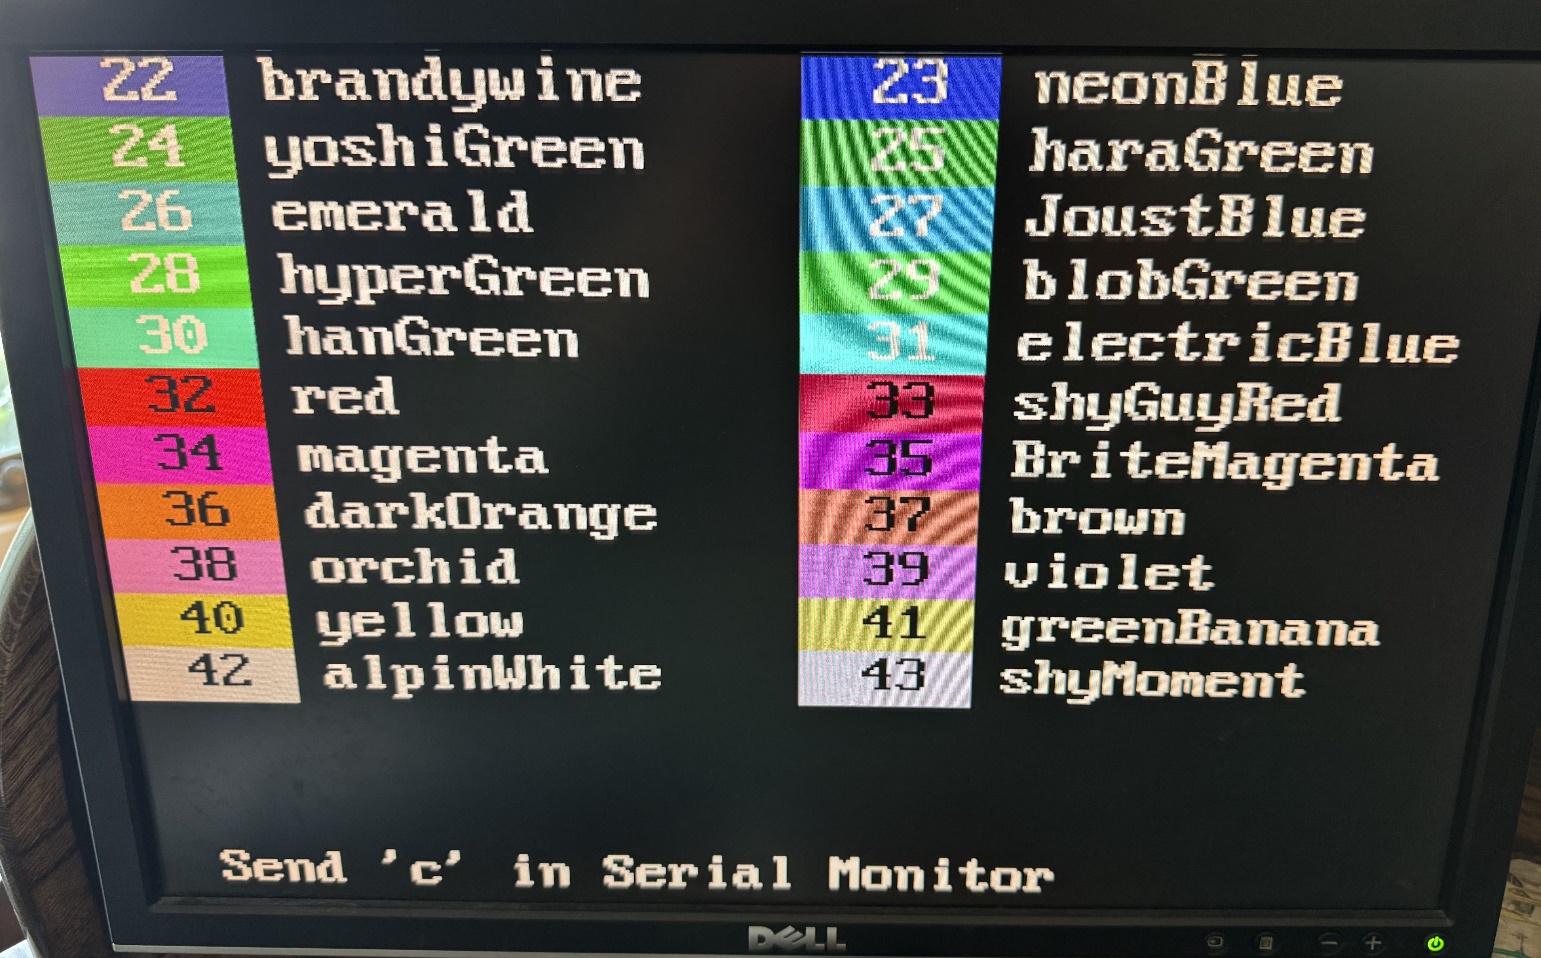 22 brandywine 23 neonBlue
24 yoshiGreen 25 haraGreen
26 emerald 27 JoustBlue
28 hyperGreen 29 blobGreen
30 hanGreen 31 electricBlue
32 red 33 shyGuyRed
34 magenta 35 BriteMagenta
36 darkOrange 37 brown
38 orchid 39 violet
40 yellow 41 greenBanana
42 alpinWhite 43 shyMoment
Send 'c' in Serial Monitor
DELL